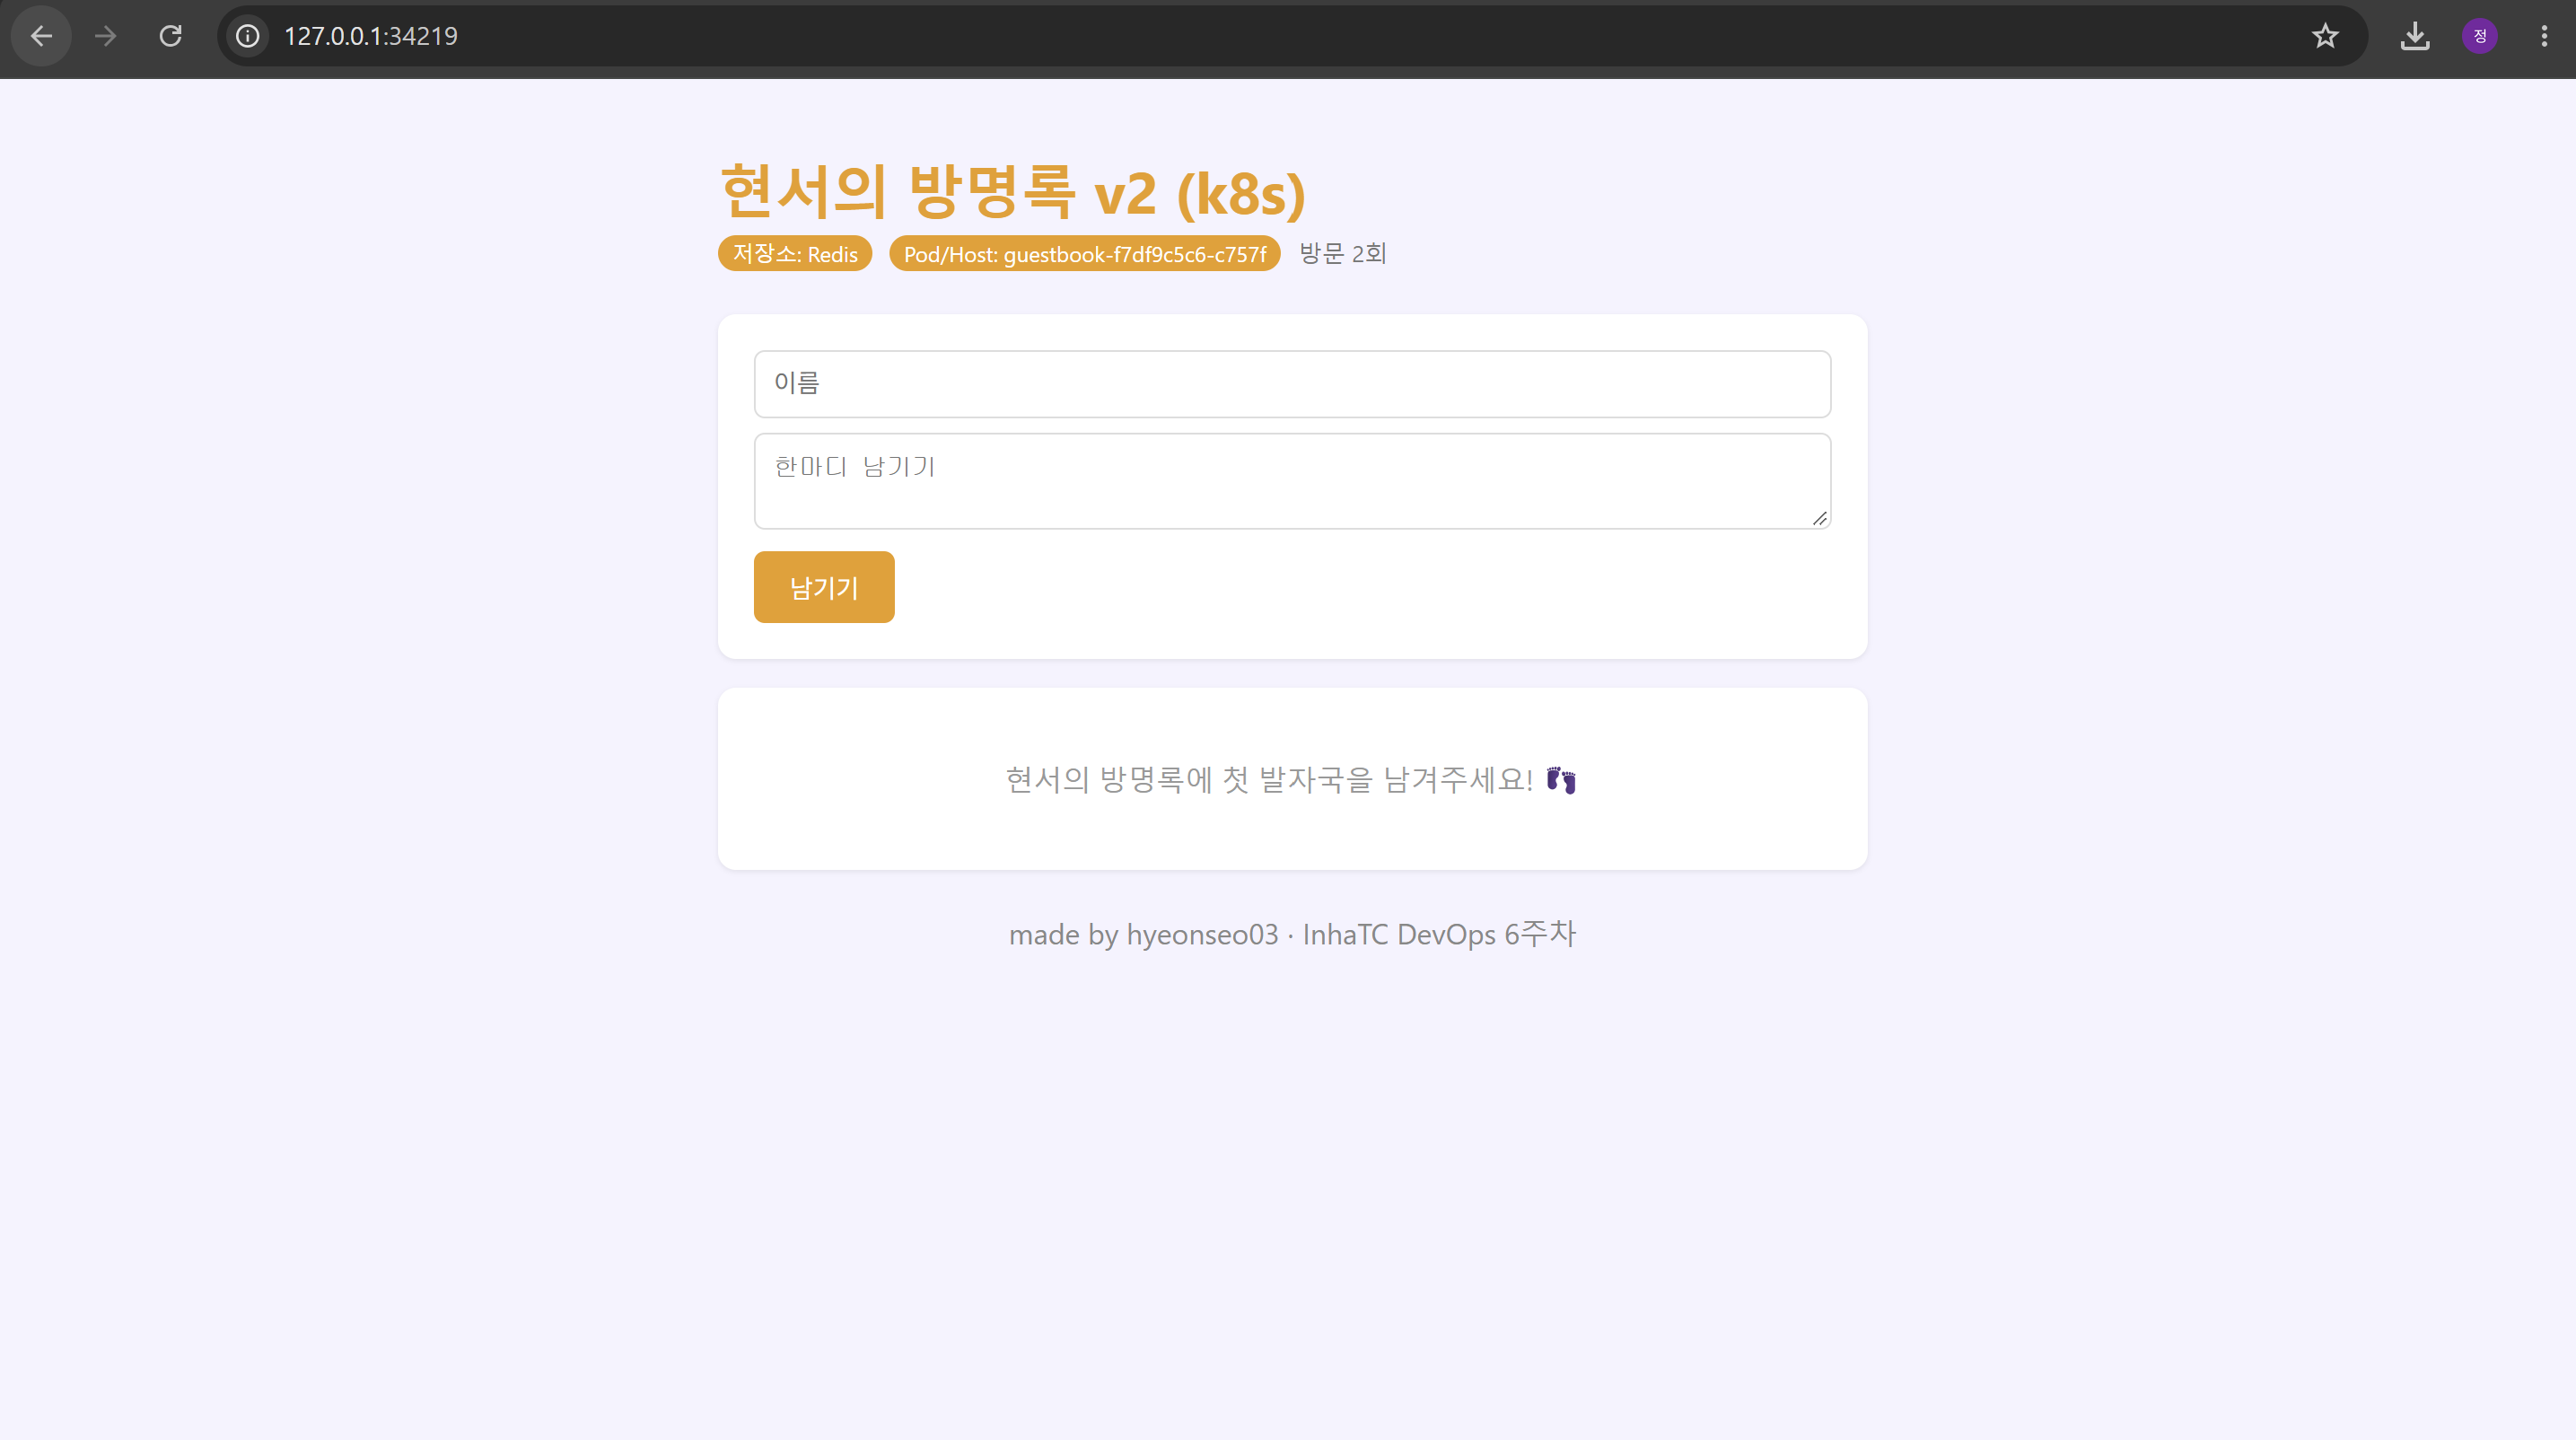 127.0.0.1:34219
정
현서의 방명록 v2 (k8s)
저장소: Redis Pod/Host: guestbook-f7df9c5c6-c757f 방문 2회
이름
한마디 남기기
남기기
현서의 방명록에 첫 발자국을 남겨주세요! 👣
made by hyeonseo03 · InhaTC DevOps 6주차